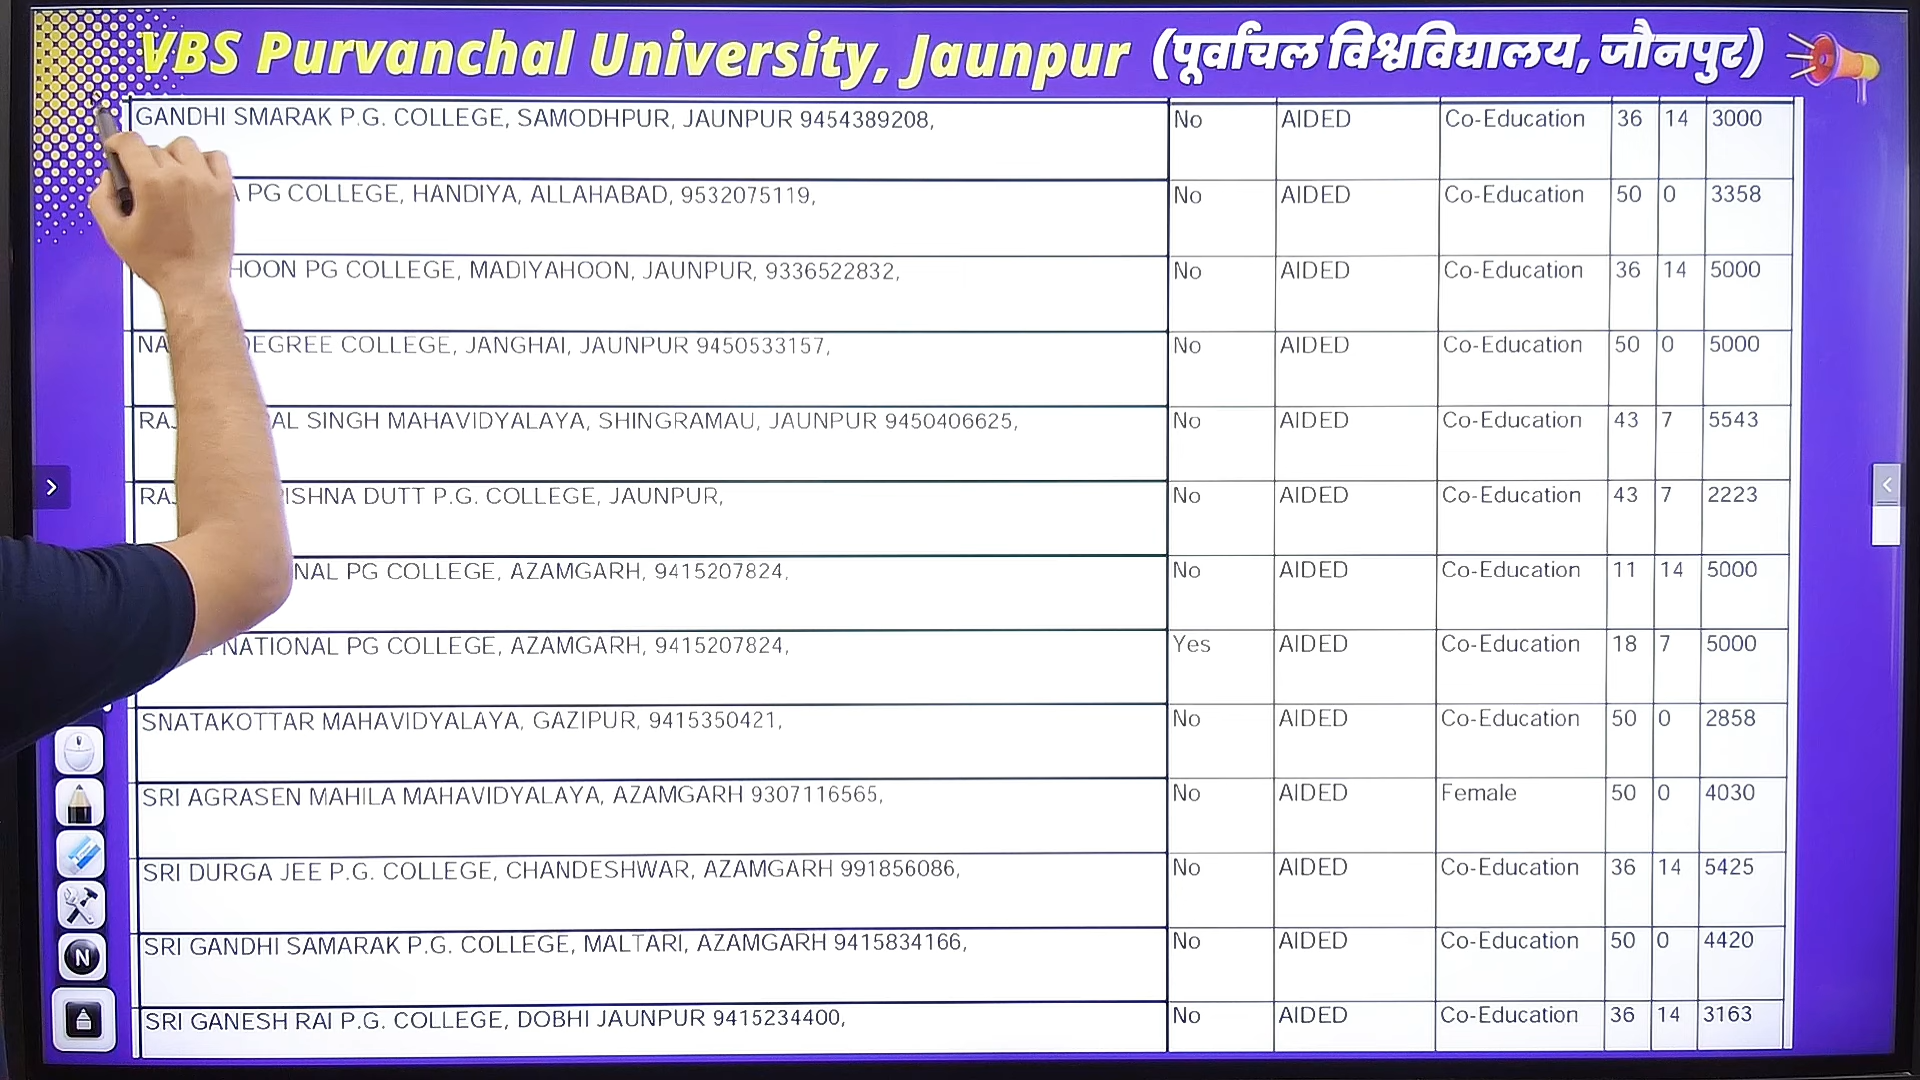 VBS Purvanchal University, Jaunpur (पूर्वांचल विश्वविद्यालय, जौनपुर)
GANDHI SMARAK P.G. COLLEGE, SAMODHPUR, JAUNPUR 9454389208, No AIDED Co-Education 36 14 3000
PG COLLEGE, HANDIYA, ALLAHABAD, 9532075119, No AIDED Co-Education 50 0 3358
PG COLLEGE, MADIYAHOON, JAUNPUR, 9336522832, No AIDED Co-Education 36 14 5000
DEGREE COLLEGE, JANGHAI, JAUNPUR 9450533157, No AIDED Co-Education 50 0 5000
SINGH MAHAVIDYALAYA, SHINGRAMAU, JAUNPUR 9450406625, No AIDED Co-Education 43 7 5543
DUTT P.G. COLLEGE, JAUNPUR, No AIDED Co-Education 43 7 2223
PG COLLEGE, AZAMGARH, 9415207824, No AIDED Co-Education 11 14 5000
NATIONAL PG COLLEGE, AZAMGARH, 9415207824, Yes AIDED Co-Education 18 7 5000
SNATAKOTTAR MAHAVIDYALAYA, GAZIPUR, 9415350421, No AIDED Co-Education 50 0 2858
SRI AGRASEN MAHILA MAHAVIDYALAYA, AZAMGARH 9307116565, No AIDED Female 50 0 4030
SRI DURGA JEE P.G. COLLEGE, CHANDESHWAR, AZAMGARH 991856086, No AIDED Co-Education 36 14 5425
SRI GANDHI SAMARAK P.G. COLLEGE, MALTARI, AZAMGARH 9415834166, No AIDED Co-Education 50 0 4420
N
SRI GANESH RAI P.G. COLLEGE, DOBHI JAUNPUR 9415234400, No AIDED Co-Education 36 14 3163